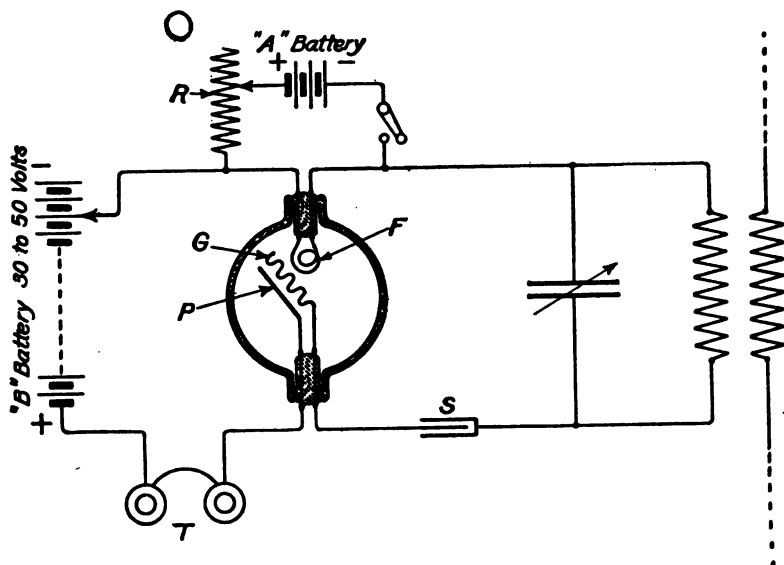 "A" Battery
+ -
R
"B" Battery 30 to 50 Volts
-
+
G
F
P
S
T